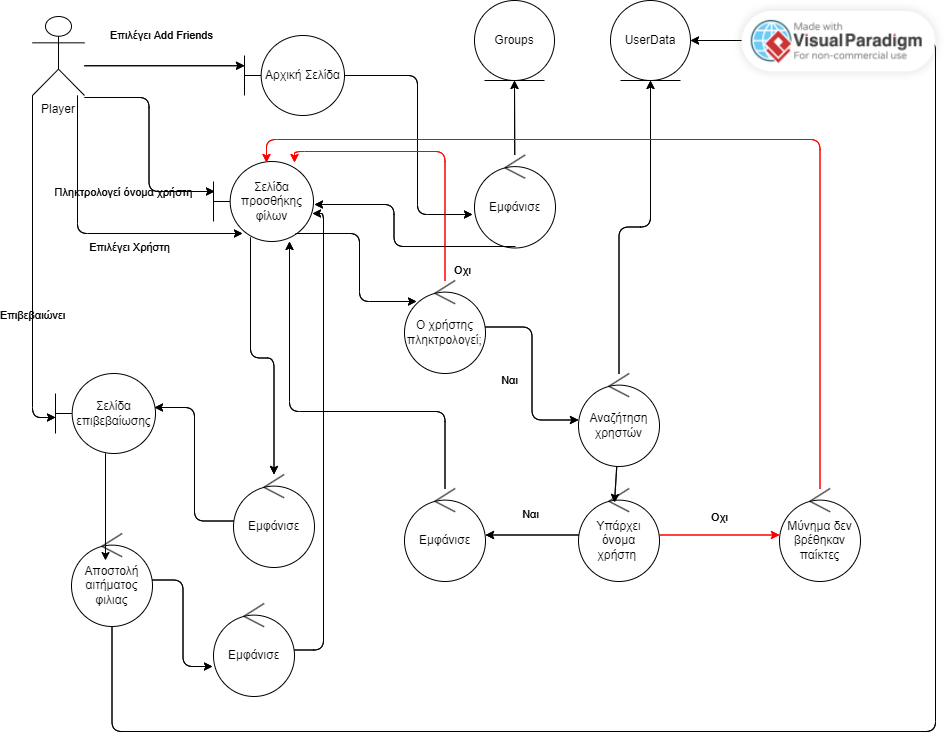 Made with
Visual Paradigm
For non-commercial use
Επιλέγει Add Friends
Groups
UserData
Αρχική Σελίδα
Player
Πληκτρολογεί όνομα χρήστη
Σελίδα
προσθήκης
φίλων
Εμφάνισε
Επιλέγει Χρήστη
Οχι
Επιβεβαιώνει
Ο χρήστης
πληκτρολογεί;
Ναι
Σελίδα
επιβεβαίωσης
Αναζήτηση
χρηστών
Εμφάνισε
Εμφάνισε
Ναι
Υπάρχει
όνομα
χρήστη
Οχι
Μύνημα δεν
βρέθηκαν
παίκτες
Αποστολή
αιτήματος
φιλιας
Εμφάνισε